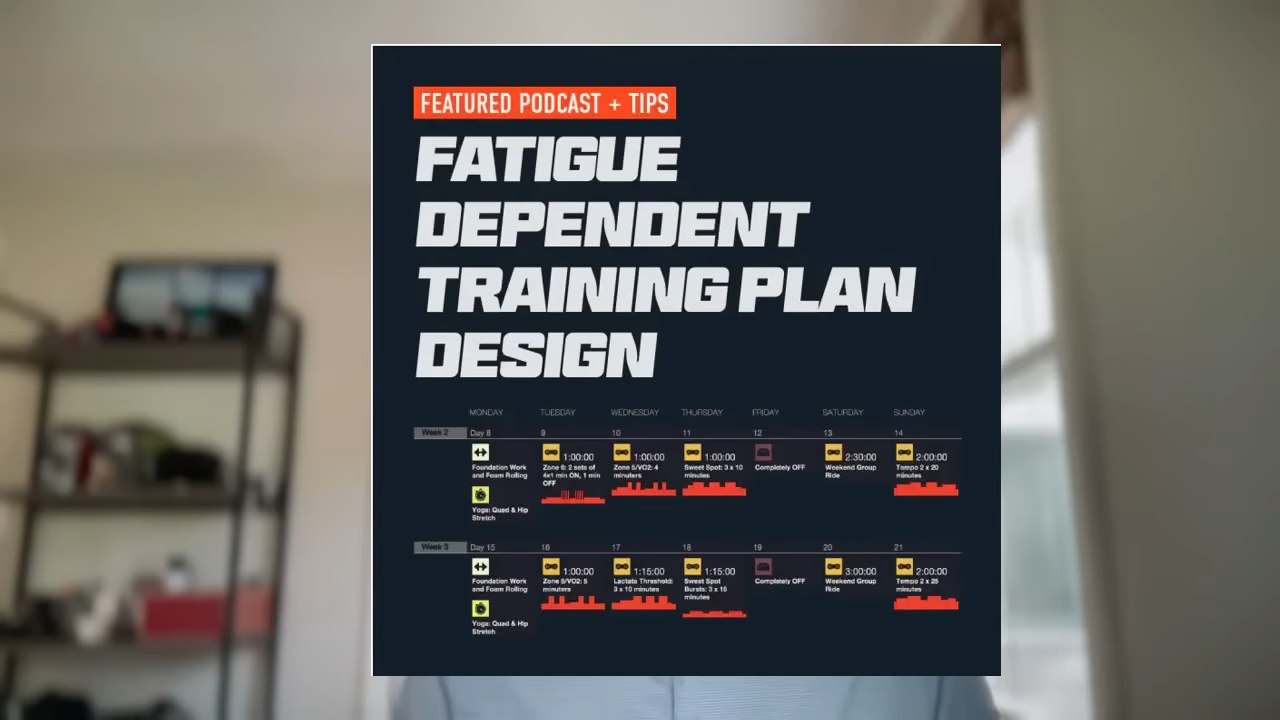 FEATURED PODCAST + TIPS
FATIGUE
DEPENDENT
TRAINING PLAN
DESIGN
MONDAY TUESDAY WEDNESDAY THURSDAY FRIDAY SATURDAY SUNDAY
Week 2 Day 8 9 10 11 12 13 14
1:00:00 1:00:00 1:00:00 2:30:00 2:00:00
Foundation Work Zone 6: 2 sets of Zone 5/VO2: 4 Sweet Spot: 3 x 10 Completely OFF Weekend Group Tempo 2 x 20
and Foam Rolling 4x1 min ON, 1 min minuters minutes Ride minutes
OFF
Yoga: Quad & Hip
Stretch
Week 3 Day 15 16 17 18 19 20 21
1:00:00 1:15:00 1:15:00 3:00:00 2:00:00
Foundation Work Zone 5/VO2: 5 Lactate Threshold: Sweet Spot Completely OFF Weekend Group Tempo 2 x 25
and Foam Rolling minuters 3 x 10 minutes Bursts: 3 x 15 Ride minutes
minutes
Yoga: Quad & Hip
Stretch